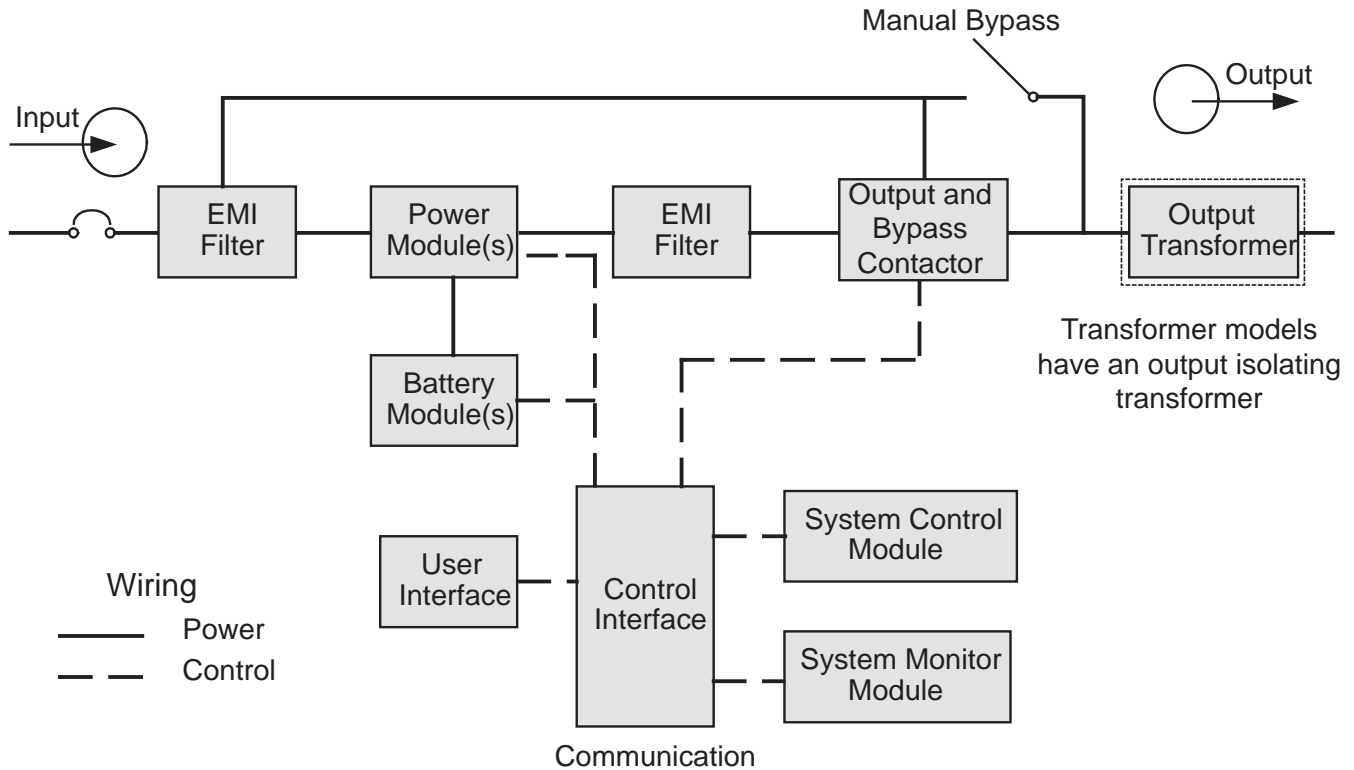 Manual Bypass
Input
Output
EMI
Filter
Power
Module(s)
EMI
Filter
Output and
Bypass
Contactor
Output
Transformer
Transformer models
have an output isolating
transformer
Battery
Module(s)
System Control
Module
User
Interface
Control
Interface
Wiring
Power
Control
System Monitor
Module
Communication